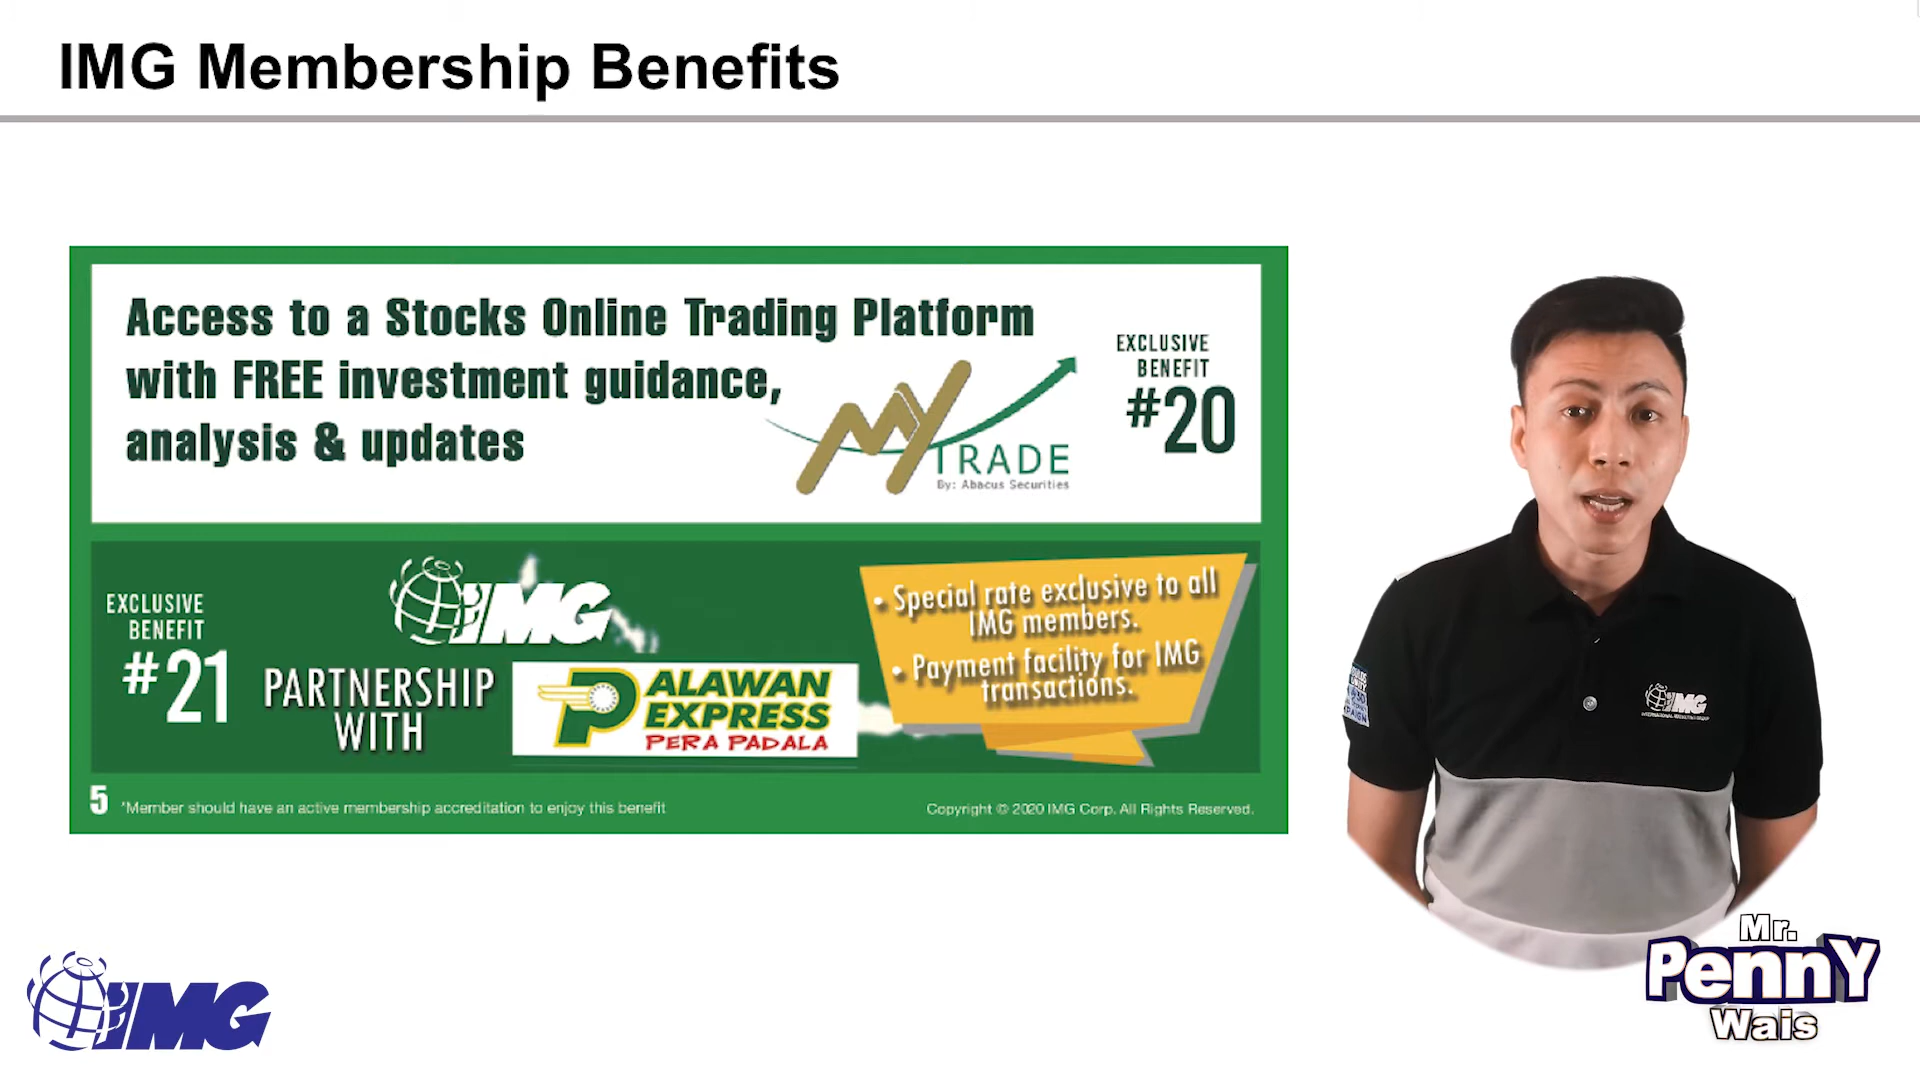 IMG Membership Benefits
Access to a Stocks Online Trading Platform
with FREE investment guidance,
analysis & updates
MY
TRADE
By: Abacus Securities
EXCLUSIVE
BENEFIT
#20
EXCLUSIVE
BENEFIT
#21
IMG
PARTNERSHIP
WITH
PALAWAN
EXPRESS
PERA PADALA
• Special rate exclusive to all
IMG members.
• Payment facility for IMG
transactions.
5 *Member should have an active membership accreditation to enjoy this benefit
Copyright © 2020 IMG Corp. All Rights Reserved.
IMG
IMG
Mr.
PennY
Wais